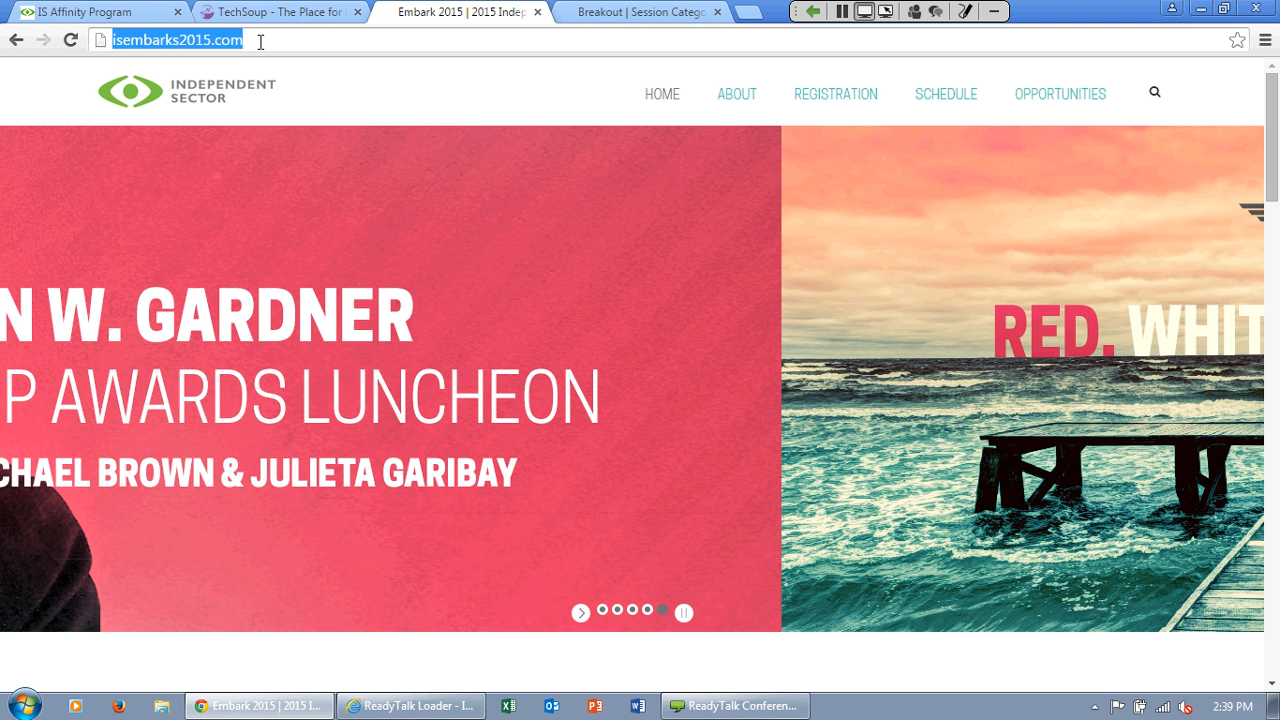 IS Affinity Program
TechSoup - The Place for
Embark 2015 | 2015 Indep
Breakout | Session Catego
isembarks2015.com
INDEPENDENT
SECTOR
HOME
ABOUT
REGISTRATION
SCHEDULE
OPPORTUNITIES
N W. GARDNER
P AWARDS LUNCHEON
CHAEL BROWN & JULIETA GARIBAY
RED. WHIT
Embark 2015 | 2015 I...
ReadyTalk Loader - I...
ReadyTalk Conferen...
2:39 PM